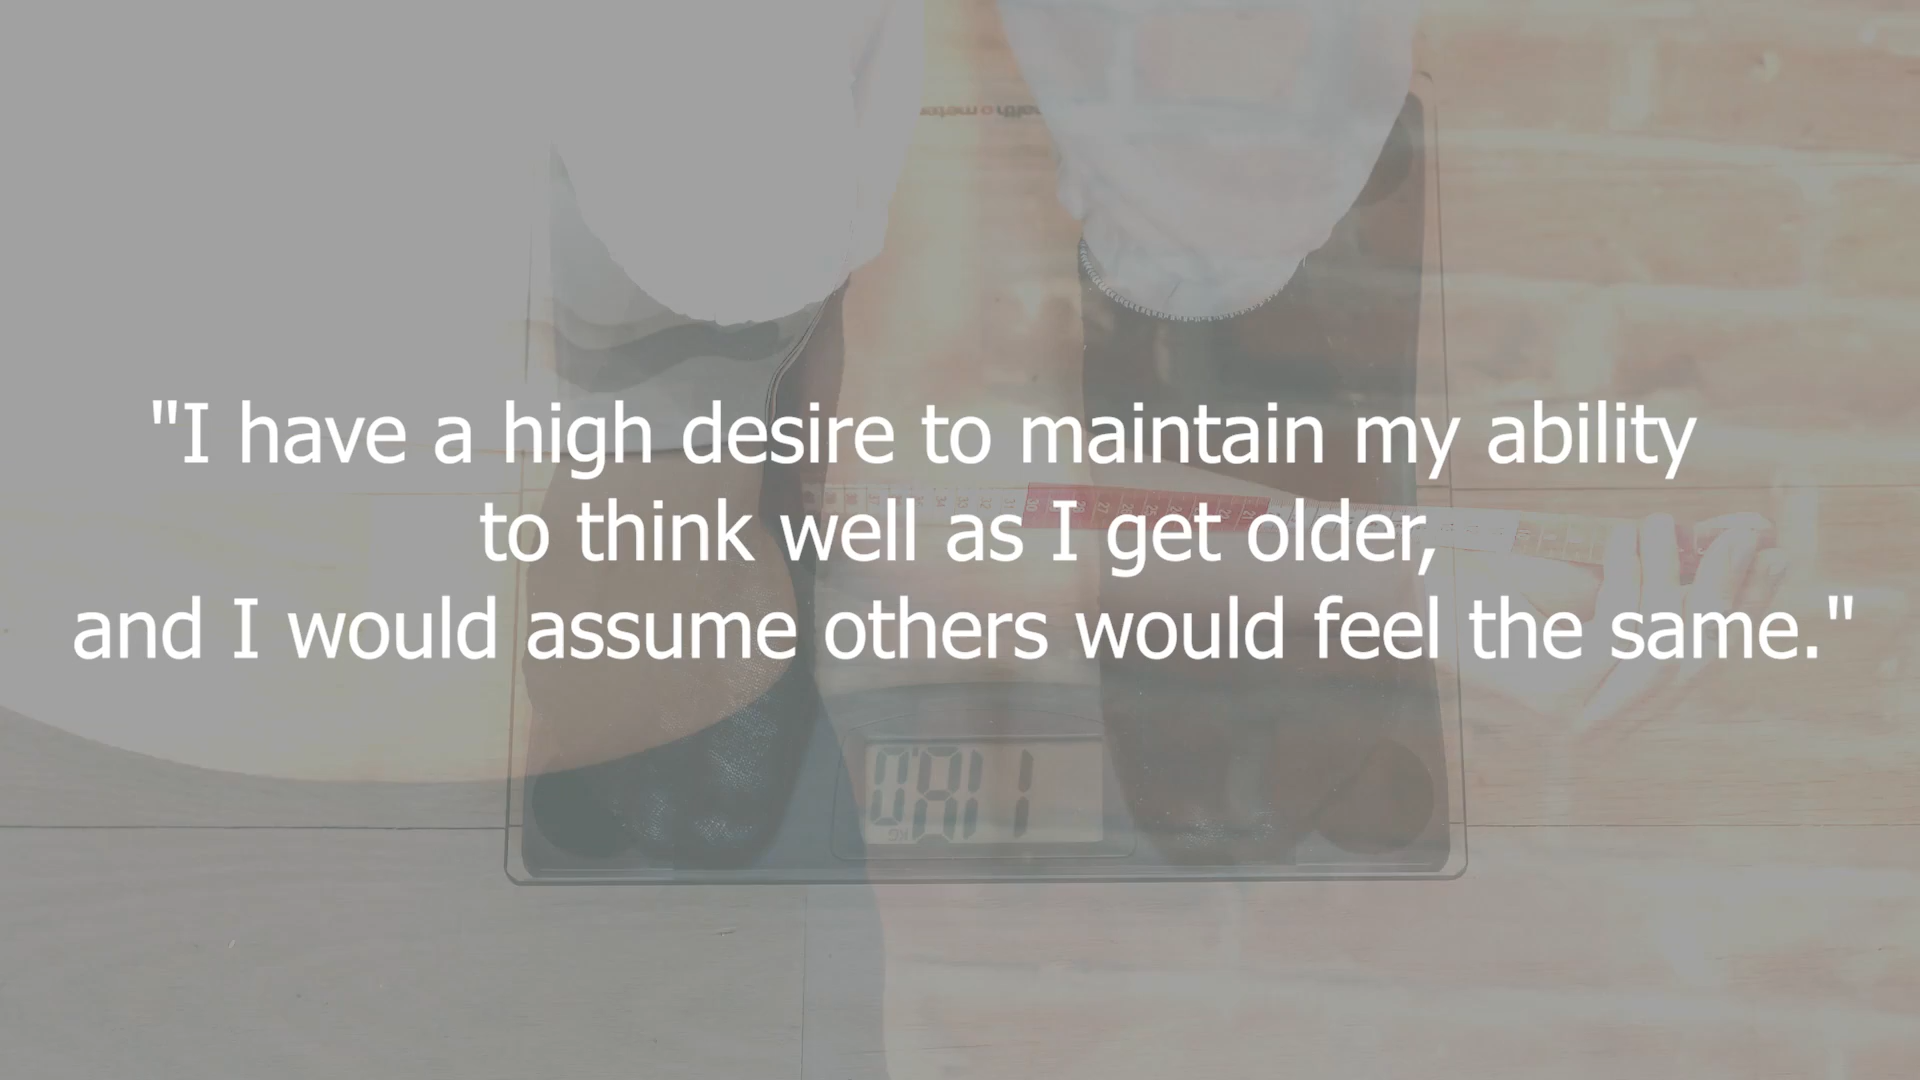 "I have a high desire to maintain my ability
to think well as I get older,
and I would assume others would feel the same."
KG